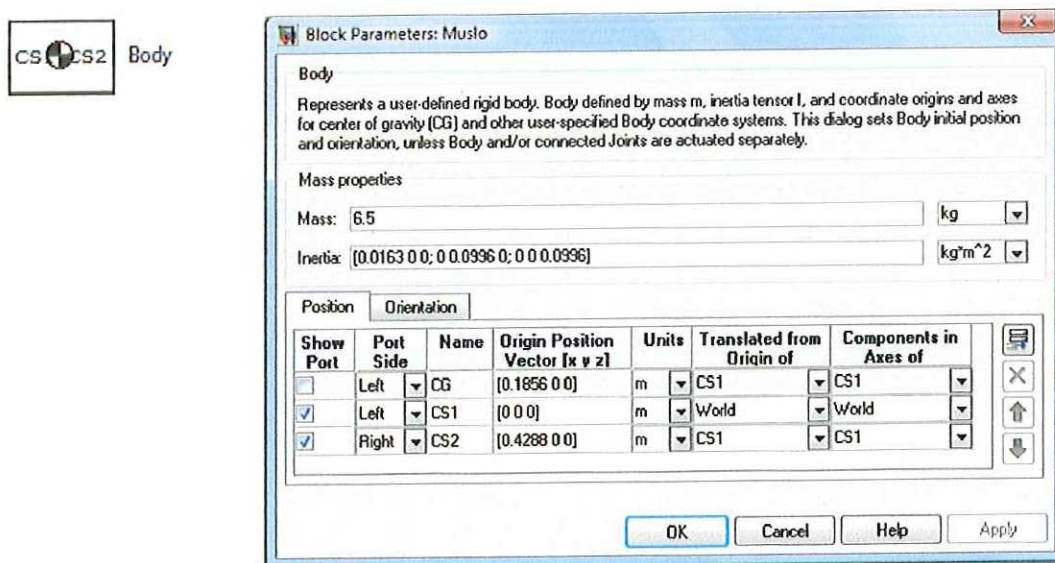 CS CS2 Body
Block Parameters: Muslo
Body
Represents a user-defined rigid body. Body defined by mass m, inertia tensor I, and coordinate origins and axes
for center of gravity (CG) and other user-specified Body coordinate systems. This dialog sets Body initial position
and orientation, unless Body and/or connected Joints are actuated separately.
Mass properties
Mass: 6.5 kg
Inertia: [0.0163 0 0; 0 0.0996 0; 0 0 0.0996] kg*m^2
Position Orientation
Show Port Port Side Name Origin Position Vector [x y z] Units Translated from Origin of Components in Axes of
Left CG [0.1856 0 0] m CS1 CS1
Left CS1 [0 0 0] m World World
Right CS2 [0.4288 0 0] m CS1 CS1
OK Cancel Help Apply